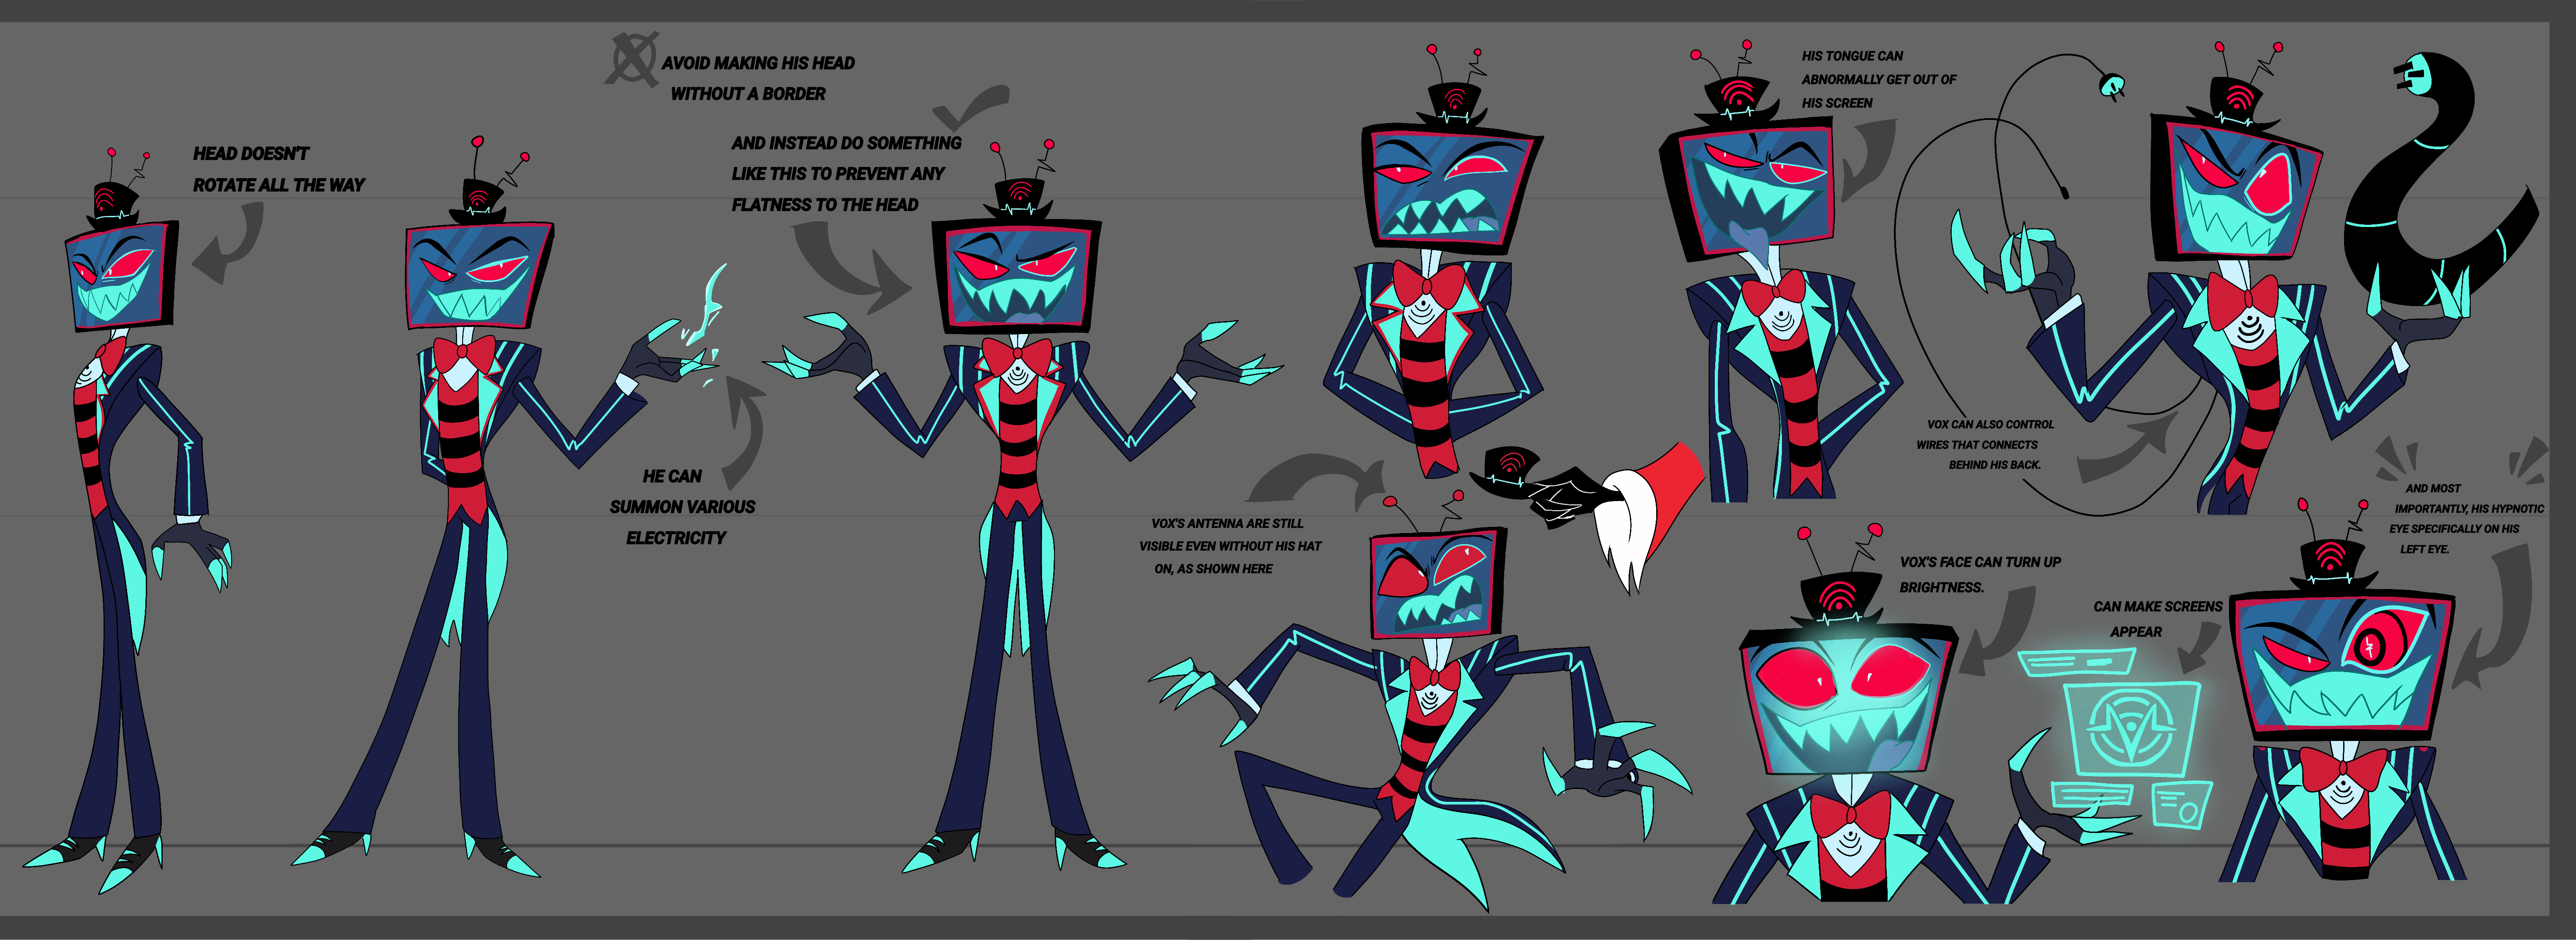 HEAD DOESN'T
ROTATE ALL THE WAY
AVOID MAKING HIS HEAD
WITHOUT A BORDER
AND INSTEAD DO SOMETHING
LIKE THIS TO PREVENT ANY
FLATNESS TO THE HEAD
HE CAN
SUMMON VARIOUS
ELECTRICITY
VOX'S ANTENNA ARE STILL
VISIBLE EVEN WITHOUT HIS HAT
ON, AS SHOWN HERE
HIS TONGUE CAN
ABNORMALLY GET OUT OF
HIS SCREEN
VOX CAN ALSO CONTROL
WIRES THAT CONNECTS
BEHIND HIS BACK.
VOX'S FACE CAN TURN UP
BRIGHTNESS.
CAN MAKE SCREENS
APPEAR
AND MOST
IMPORTANTLY, HIS HYPNOTIC
EYE SPECIFICALLY ON HIS
LEFT EYE.